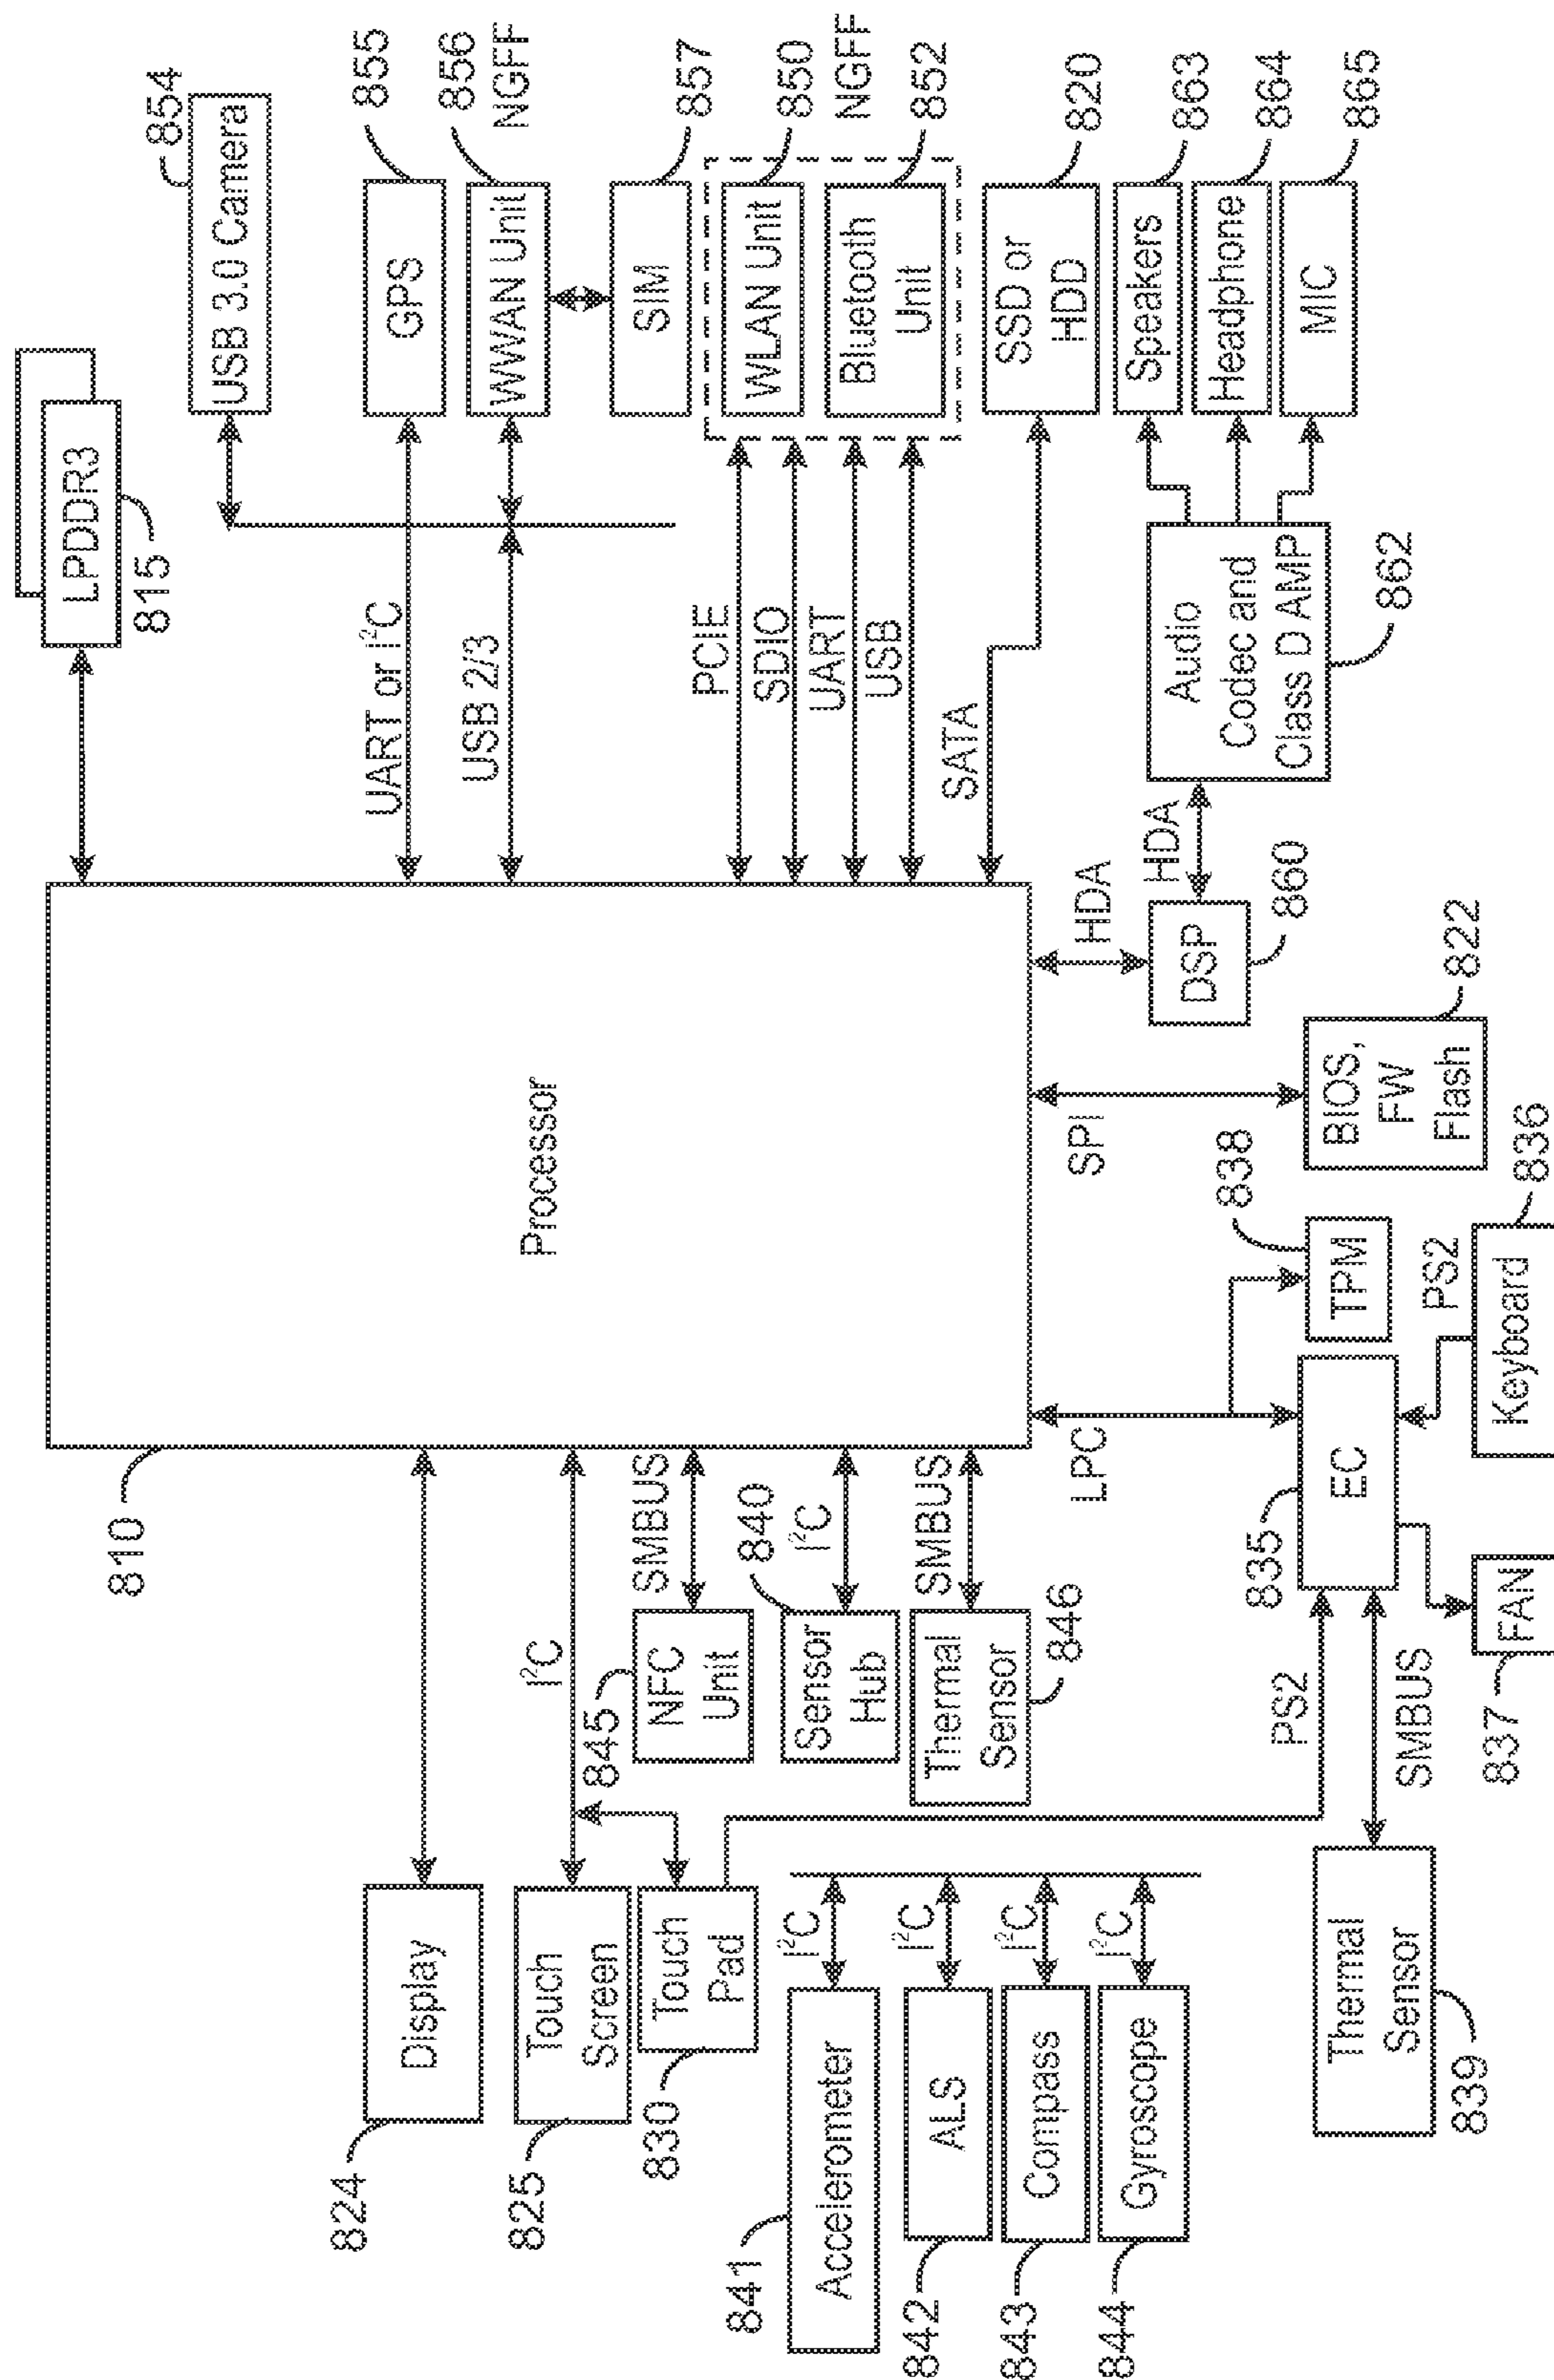 LPDDR3
815
854
USB 3.0 Camera
UART or I²C
GPS
855
USB 2/3
WWAN Unit
856
NGFF
SIM
857
PCIE
SDIO
UART
USB
WLAN Unit
850
NGFF
Bluetooth
Unit
852
SATA
SSD or
HDD
820
Speakers
863
Headphone
864
MIC
865
Audio
Codec and
Class D AMP
862
HDA
HDA
DSP
860
Processor
810
SPI
BIOS,
FW
Flash
822
LPC
TPM
838
EC
835
PS2
Keyboard
836
FAN
837
PS2
SMBUS
Thermal
Sensor
839
Display
824
I²C
Touch
Screen
825
Touch
Pad
830
SMBUS
NFC
Unit
845
I²C
Sensor
Hub
840
SMBUS
Thermal
Sensor
846
I²C
Accelerometer
841
I²C
ALS
842
I²C
Compass
843
I²C
Gyroscope
844